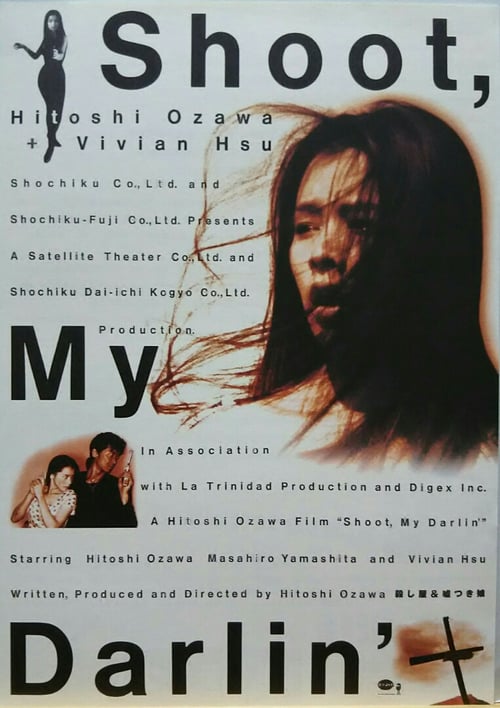 Shoot,
Hitoshi Ozawa
+ Vivian Hsu
Shochiku Co., Ltd. and
Shochiku-Fuji Co., Ltd. Presents
A Satellite Theater Co., Ltd. and
Shochiku Dai-ichi Kogyo Co., Ltd.
Production.
My
In Association
with La Trinidad Production and Digex Inc.
A Hitoshi Ozawa Film "Shoot, My Darlin'"
Starring Hitoshi Ozawa Masahiro Yamashita and Vivian Hsu
Written, Produced and Directed by Hitoshi Ozawa 殺し屋&嘘つき娘
Darlin'